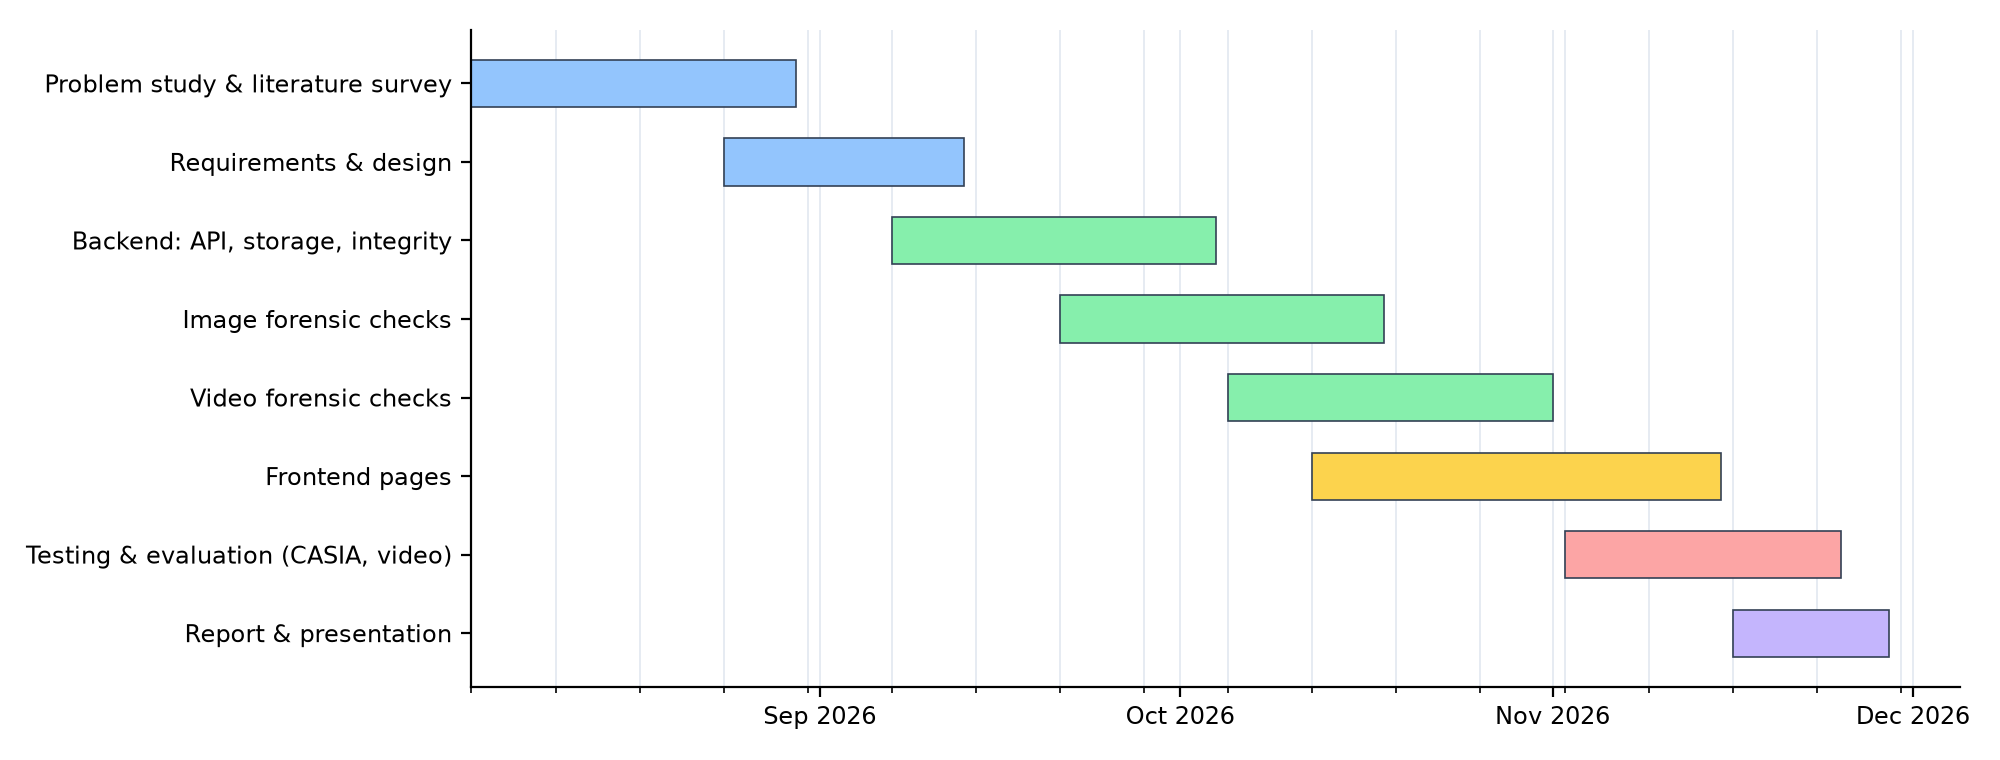 Problem study & literature survey
Requirements & design
Backend: API, storage, integrity
Image forensic checks
Video forensic checks
Frontend pages
Testing & evaluation (CASIA, video)
Report & presentation
Sep 2026 Oct 2026 Nov 2026 Dec 2026